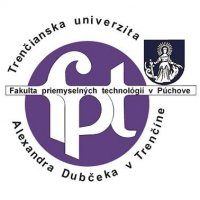 Trenčianska univerzita
Fakulta priemyselných technológií v Púchove
fpt
Alexandra Dubčeka v Trenčíne